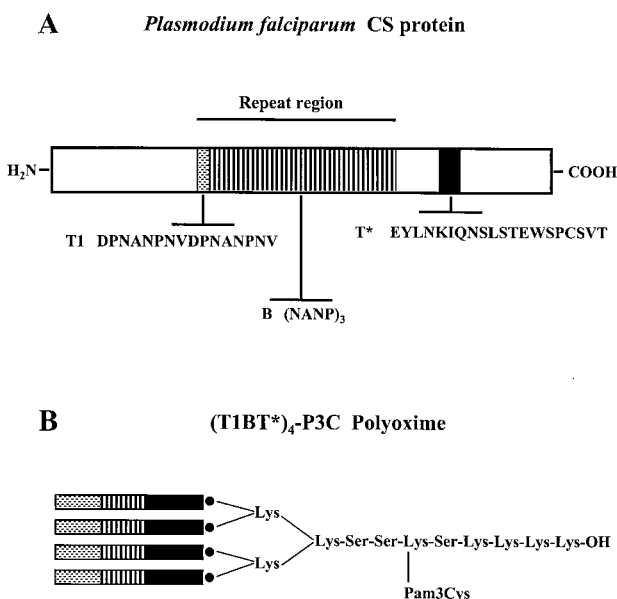 A
Plasmodium falciparum CS protein
Repeat region
H2N
COOH
T1 DPNANPNVDPNANPNV
T* EYLNKIQNSLSTEWSPCSVT
B (NANP)3
B
(T1BT*)4-P3C Polyoxime
Lys
Lys-Ser-Ser-Lys-Ser-Lys-Lys-Lys-Lys-OH
Lys
Pam3Cys